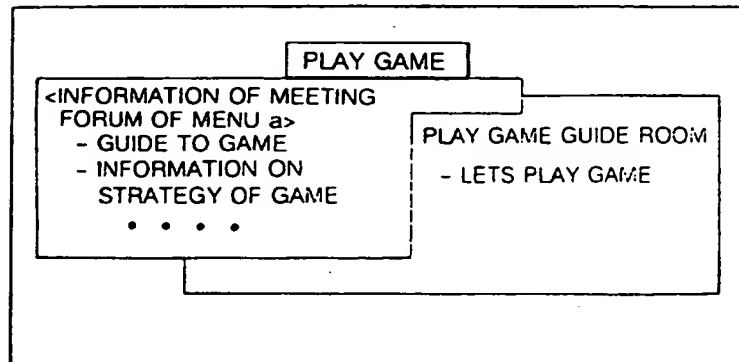 PLAY GAME
<INFORMATION OF MEETING
FORUM OF MENU a>
- GUIDE TO GAME
- INFORMATION ON
STRATEGY OF GAME
• • • •
PLAY GAME GUIDE ROOM
- LETS PLAY GAME